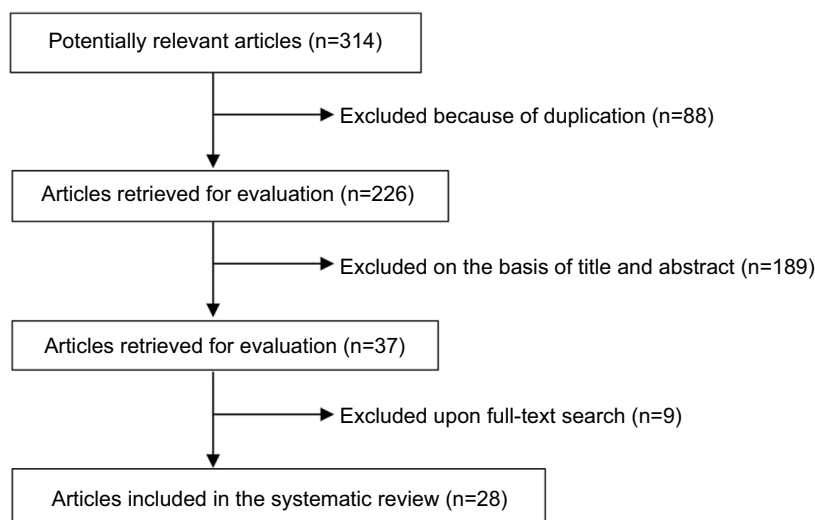 Potentially relevant articles (n=314)
Excluded because of duplication (n=88)
Articles retrieved for evaluation (n=226)
Excluded on the basis of title and abstract (n=189)
Articles retrieved for evaluation (n=37)
Excluded upon full-text search (n=9)
Articles included in the systematic review (n=28)